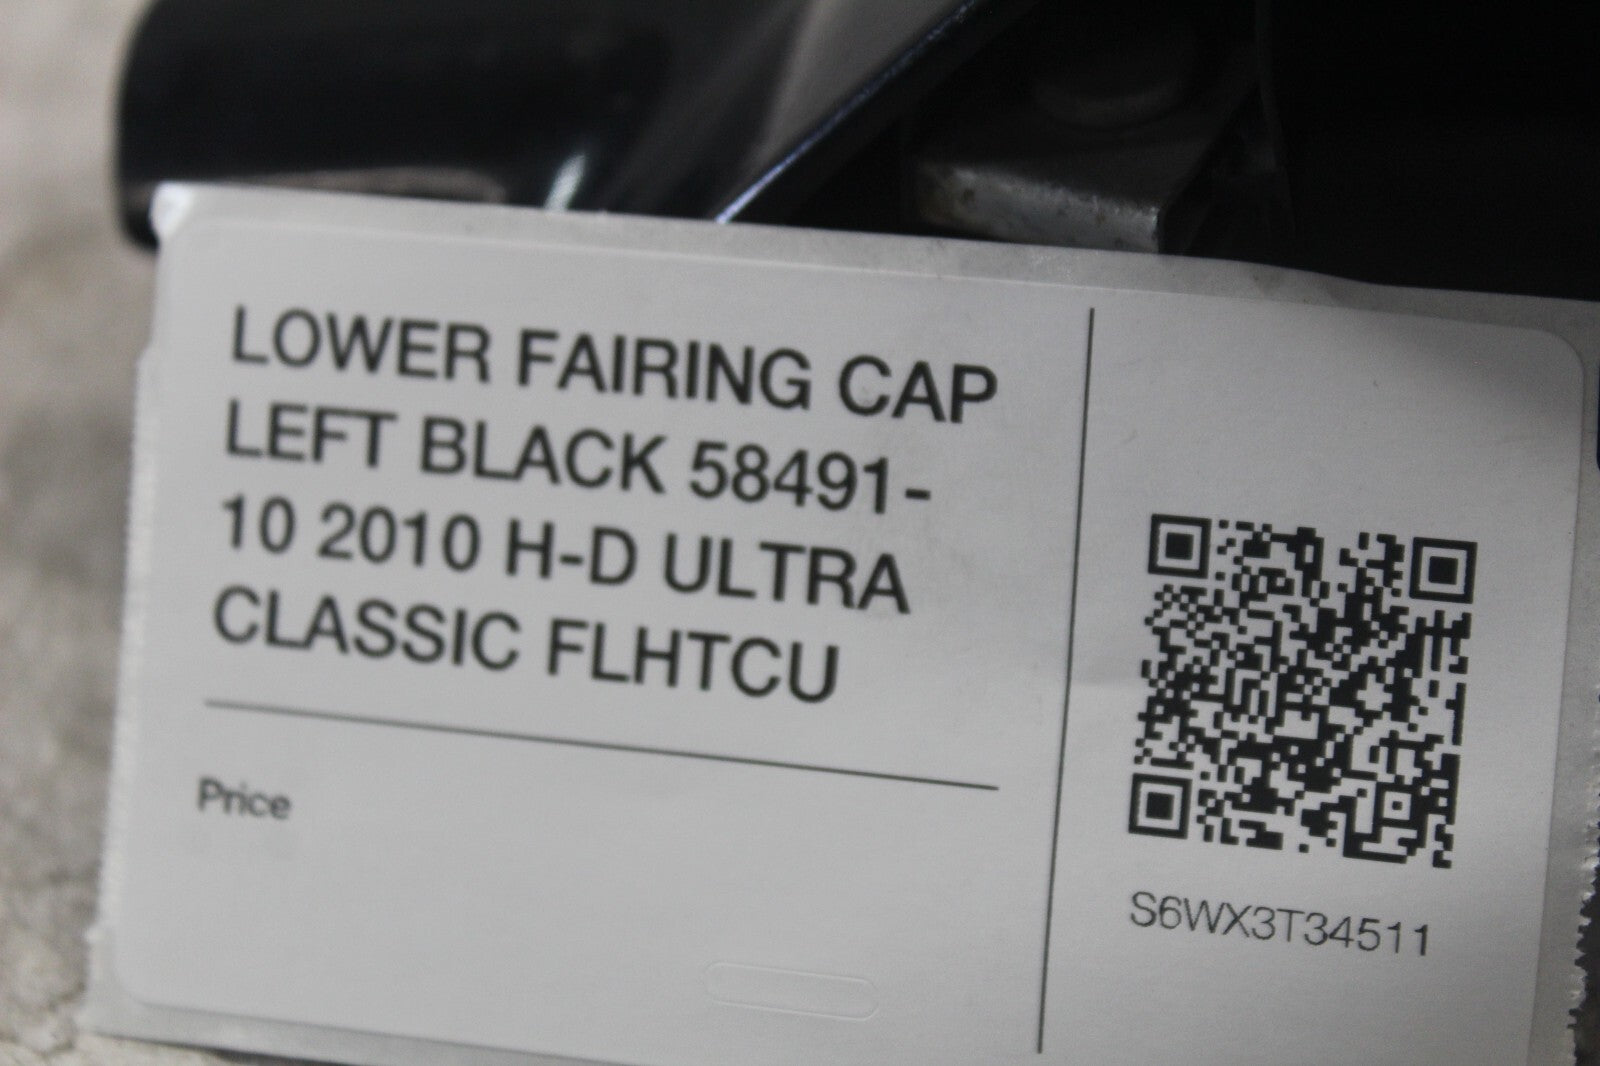 LOWER FAIRING CAP
LEFT BLACK 58491-
10 2010 H-D ULTRA
CLASSIC FLHTCU
Price
S6WX3T34511